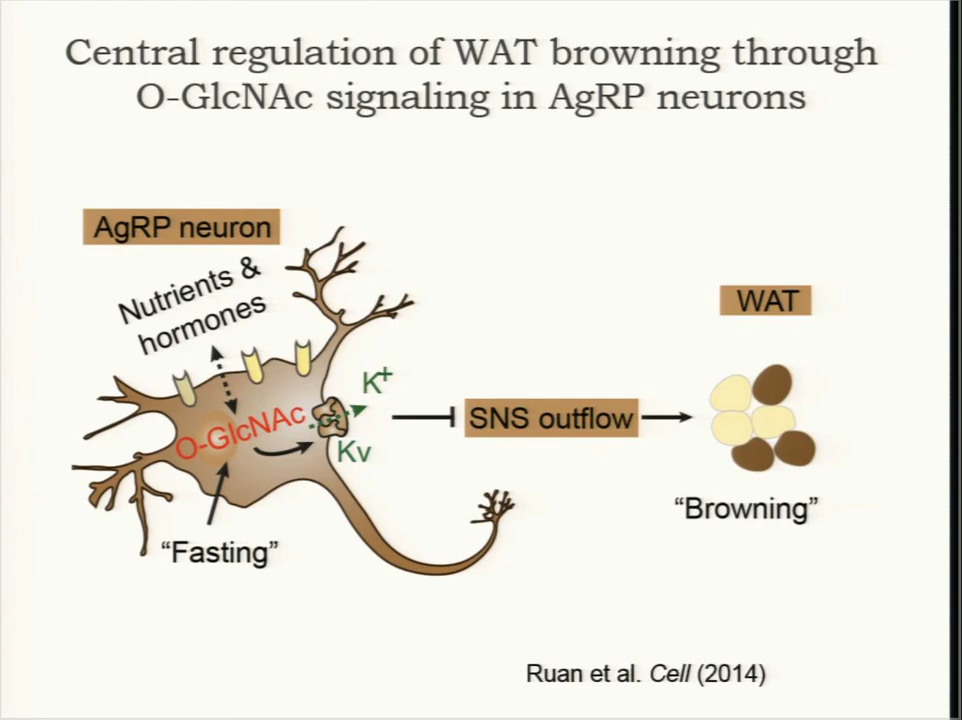 Central regulation of WAT browning through
O-GlcNAc signaling in AgRP neurons
AgRP neuron
Nutrients &
hormones
WAT
K+
O-GlcNAc
SNS outflow
Kv
"Browning"
"Fasting"
Ruan et al. Cell (2014)